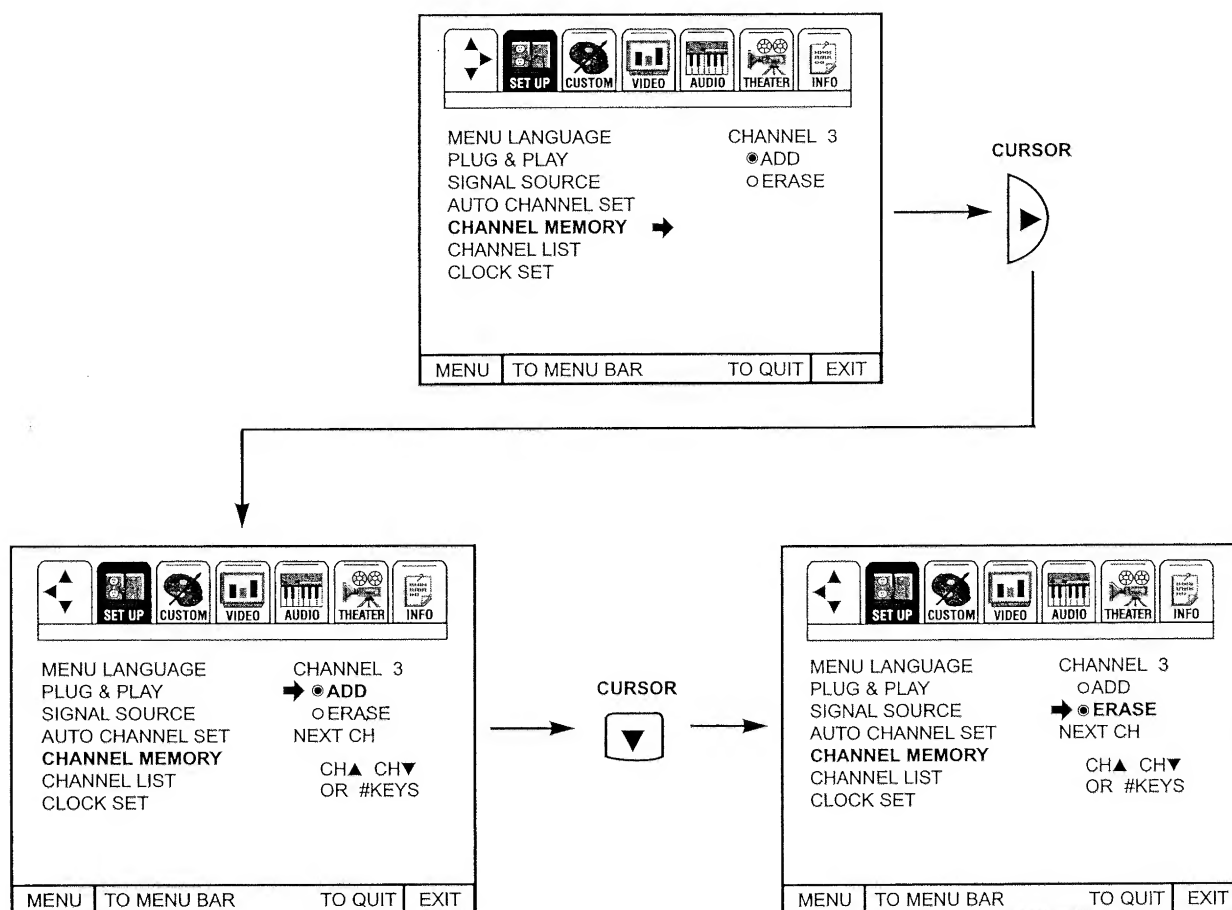 SET UP CUSTOM VIDEO AUDIO THEATER INFO
MENU LANGUAGE CHANNEL 3
PLUG & PLAY ◉ADD
SIGNAL SOURCE ○ERASE
AUTO CHANNEL SET
CHANNEL MEMORY
CHANNEL LIST
CLOCK SET
MENU TO MENU BAR TO QUIT EXIT
CURSOR
SET UP CUSTOM VIDEO AUDIO THEATER INFO
MENU LANGUAGE CHANNEL 3
PLUG & PLAY ◉ADD
SIGNAL SOURCE ○ERASE
AUTO CHANNEL SET NEXT CH
CHANNEL MEMORY
CH▲ CH▼
CHANNEL LIST
OR #KEYS
CLOCK SET
MENU TO MENU BAR TO QUIT EXIT
CURSOR
SET UP CUSTOM VIDEO AUDIO THEATER INFO
MENU LANGUAGE CHANNEL 3
PLUG & PLAY ○ADD
SIGNAL SOURCE ◉ERASE
AUTO CHANNEL SET NEXT CH
CHANNEL MEMORY
CH▲ CH▼
CHANNEL LIST
OR #KEYS
CLOCK SET
MENU TO MENU BAR TO QUIT EXIT